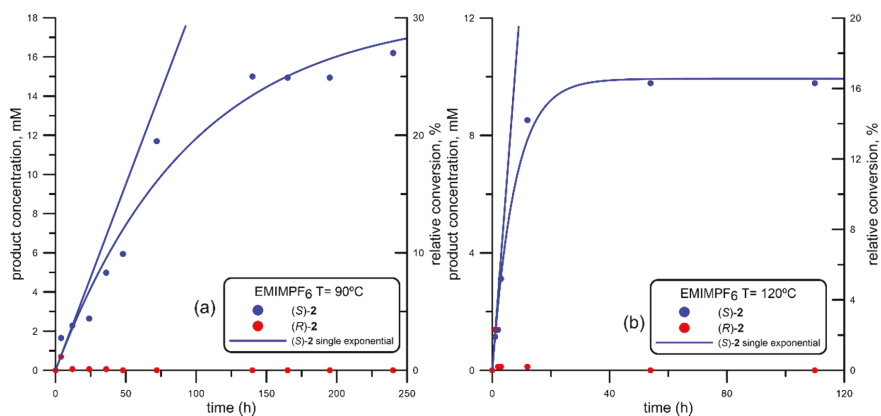 18
16
14
12
10
8
6
4
2
0
product concentration, mM
30
20
10
0
relative conversion, %
0
50
100
150
200
250
time (h)
(a)
EMIMPF6 T= 90ºC
(S)-2
(R)-2
(S)-2 single exponential
12
8
4
0
product concentration, mM
20
16
12
8
4
0
relative conversion, %
0
40
80
120
time (h)
(b)
EMIMPF6 T= 120ºC
(S)-2
(R)-2
(S)-2 single exponential